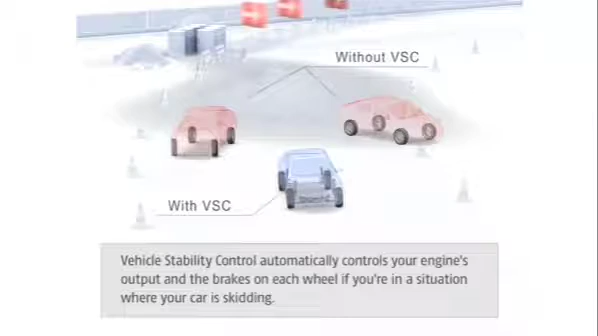 Without VSC
With VSC
Vehicle Stability Control automatically controls your engine's
output and the brakes on each wheel if you're in a situation
where your car is skidding.